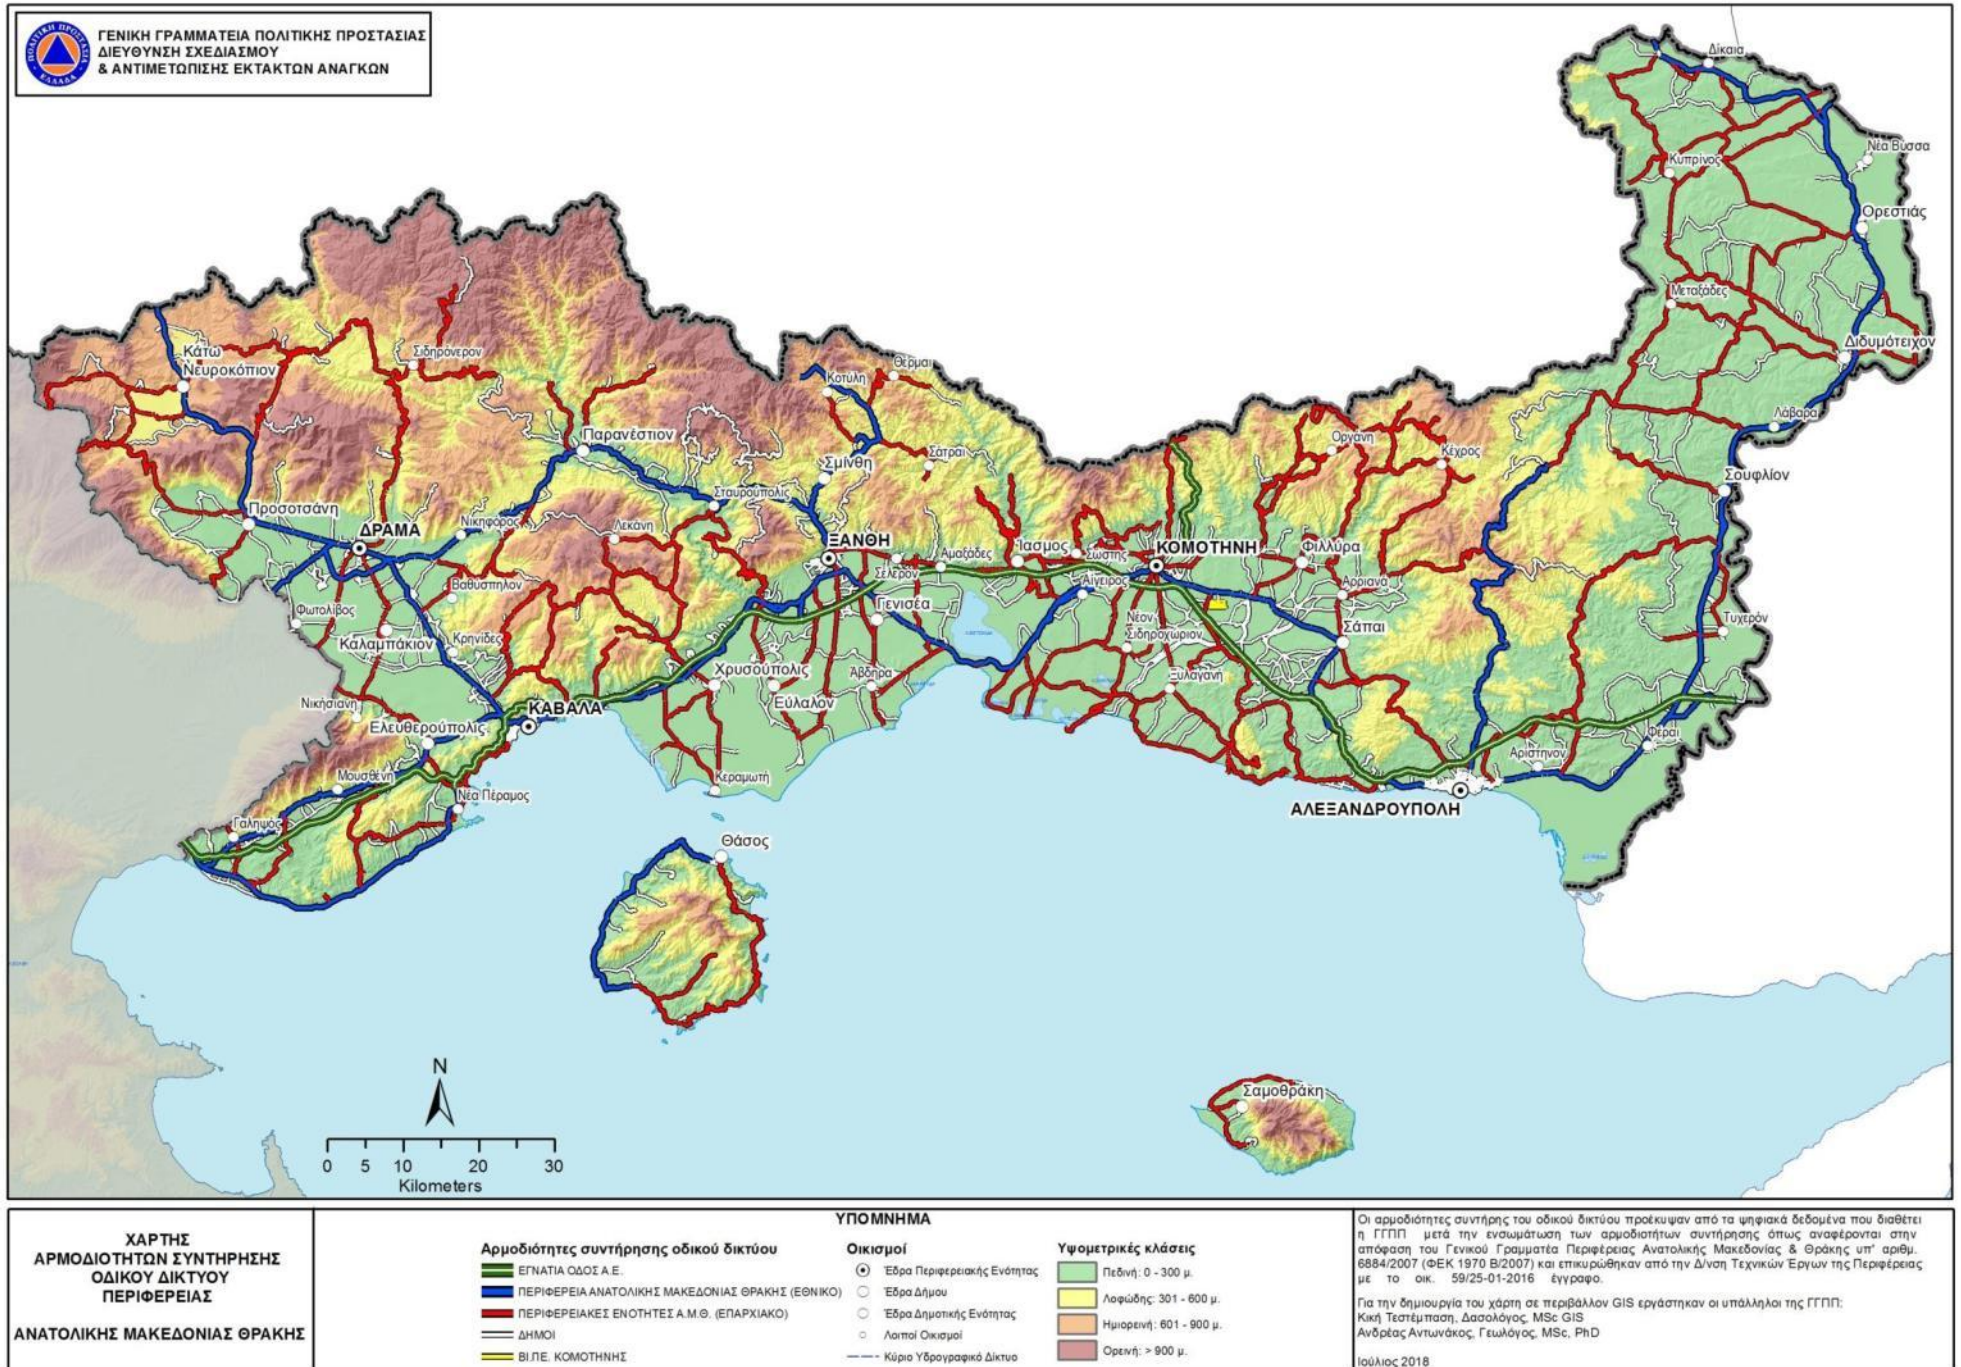 ΓΕΝΙΚΗ ΓΡΑΜΜΑΤΕΙΑ ΠΟΛΙΤΙΚΗΣ ΠΡΟΣΤΑΣΙΑΣ
ΔΙΕΥΘΥΝΣΗ ΣΧΕΔΙΑΣΜΟΥ
& ΑΝΤΙΜΕΤΩΠΙΣΗΣ ΕΚΤΑΚΤΩΝ ΑΝΑΓΚΩΝ
ΠΟΛΙΤΙΚΗ ΠΡΟΣΤΑΣΙΑ
ΕΛΛΑΔΑ
Δίκαια
Νέα Βύσσα
Κυπρίνος
Ορεστιάς
Μεταξάδες
Διδυμότειχον
Λάβαρα
Σουφλίον
Τυχερόν
Φέραι
Αρίστηνον
ΑΛΕΞΑΝΔΡΟΥΠΟΛΗ
Κάτω
Νευροκόπιον
Σιδηρόνερον
Θέρμαι
Κοτύλη
Παρανέστιον
Σμίνθη
Σάτραι
Οργάνη
Κέχρος
Σταυρούπολις
Προσοτσάνη
ΔΡΑΜΑ
Νικηφόρος
Λεκάνη
ΞΑΝΘΗ
Αμαξάδες
Ίασμος
Σώστης
ΚΟΜΟΤΗΝΗ
Φιλλύρα
Σέλερον
Αίγειρος
Αρριανά
Βαθύσπηλον
Φωτολίβος
Γενισέα
Νέον
Σιδηροχώριον
Σάπαι
Καλαμπάκιον
Κρηνίδες
Χρυσούπολις
Εύλαλον
Άβδηρα
Ξυλαγανή
Νικήσιανη
ΚΑΒΑΛΑ
Ελευθερούπολις
Μουσθένη
Νέα Πέραμος
Κεραμωτή
Γαληψός
Θάσος
Σαμοθράκη
N
0 5 10 20 30
Kilometers
ΧΑΡΤΗΣ
ΑΡΜΟΔΙΟΤΗΤΩΝ ΣΥΝΤΗΡΗΣΗΣ
ΟΔΙΚΟΥ ΔΙΚΤΥΟΥ
ΠΕΡΙΦΕΡΕΙΑΣ
ΑΝΑΤΟΛΙΚΗΣ ΜΑΚΕΔΟΝΙΑΣ ΘΡΑΚΗΣ
ΥΠΟΜΝΗΜΑ
Αρμοδιότητες συντήρησης οδικού δικτύου
ΕΓΝΑΤΙΑ ΟΔΟΣ Α.Ε.
ΠΕΡΙΦΕΡΕΙΑ ΑΝΑΤΟΛΙΚΗΣ ΜΑΚΕΔΟΝΙΑΣ ΘΡΑΚΗΣ (ΕΘΝΙΚΟ)
ΠΕΡΙΦΕΡΕΙΑΚΕΣ ΕΝΟΤΗΤΕΣ Α.Μ.Θ. (ΕΠΑΡΧΙΑΚΟ)
ΔΗΜΟΙ
ΒΙ.ΠΕ. ΚΟΜΟΤΗΝΗΣ
Οικισμοί
Έδρα Περιφερειακής Ενότητας
Έδρα Δήμου
Έδρα Δημοτικής Ενότητας
Λοιποί Οικισμοί
Κύριο Υδρογραφικό Δίκτυο
Υψομετρικές κλάσεις
Πεδινή: 0 - 300 μ.
Λοφώδης: 301 - 600 μ.
Ημιορεινή: 601 - 900 μ.
Ορεινή: > 900 μ.
Οι αρμοδιότητες συντήρης του οδικού δικτύου προέκυψαν από τα ψηφιακά δεδομένα που διαθέτει
η ΓΓΠΠ μετά την ενσωμάτωση των αρμοδιοτήτων συντήρησης όπως αναφέρονται στην
απόφαση του Γενικού Γραμματέα Περιφέρειας Ανατολικής Μακεδονίας & Θράκης υπ' αριθμ.
6884/2007 (ΦΕΚ 1970 Β/2007) και επικυρώθηκαν από την Δ/νση Τεχνικών Έργων της Περιφέρειας
με το οικ. 59/25-01-2016 έγγραφο.
Για την δημιουργία του χάρτη σε περιβάλλον GIS εργάστηκαν οι υπάλληλοι της ΓΓΠΠ:
Κική Τεστέμπαση, Δασολόγος, MSc GIS
Ανδρέας Αντωνάκος, Γεωλόγος, MSc, PhD
Ιούλιος 2018